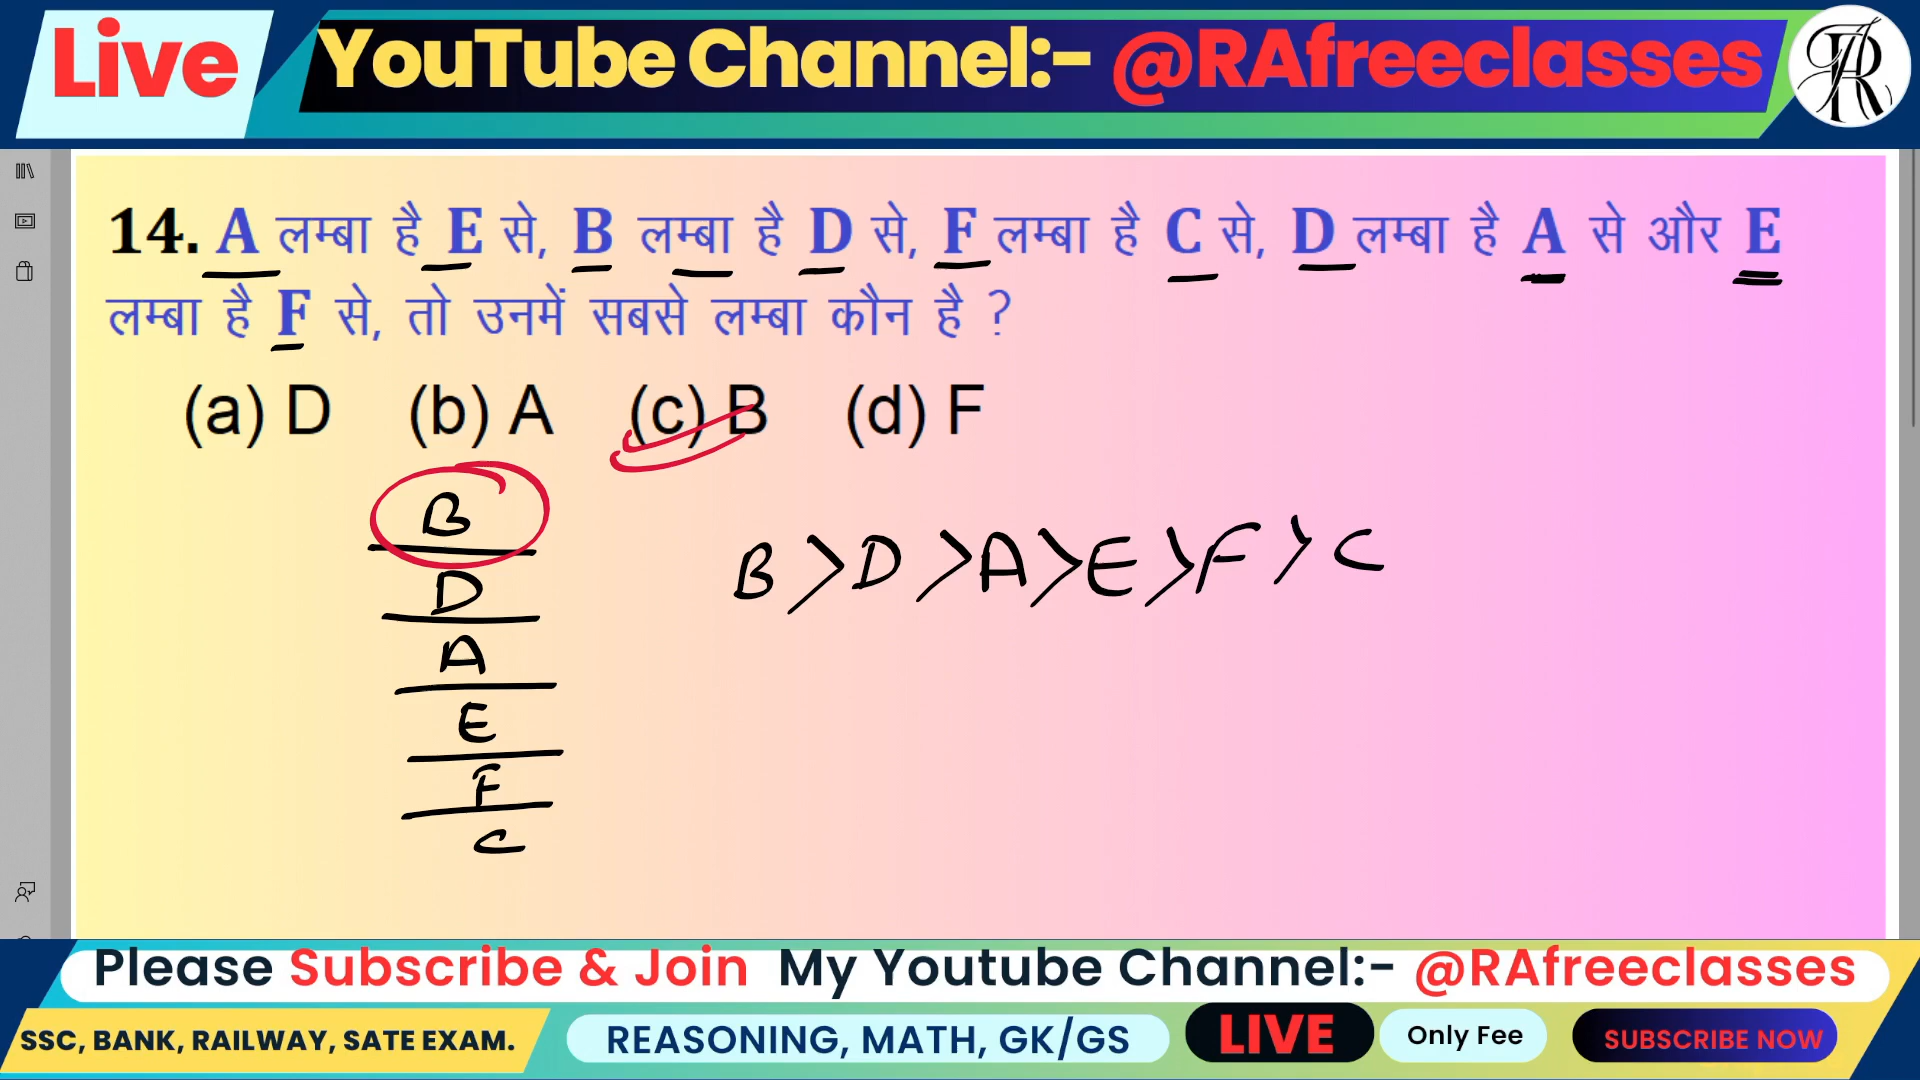 Live
YouTube Channel:- @RAfreeclasses
14. A लम्बा है E से, B लम्बा है D से, F लम्बा है C से, D लम्बा है A से और E
लम्बा है F से, तो उनमें सबसे लम्बा कौन है ?
(a) D (b) A (c) B (d) F
B
D
A
E
F
C
B > D > A > E > F > C
Please Subscribe & Join My Youtube Channel:- @RAfreeclasses
SSC, BANK, RAILWAY, SATE EXAM.
REASONING, MATH, GK/GS
LIVE
Only Fee
SUBSCRIBE NOW